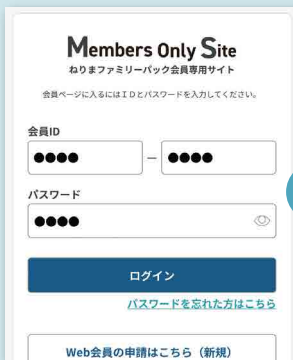 Members Only Site
ねりまファミリーパック会員専用サイト
会員ページに入るにはＩＤとパスワードを入力してください。
会員ID
●●●● − ●●●●
パスワード
●●●●
ログイン
パスワードを忘れた方はこちら
Web会員の申請はこちら（新規）